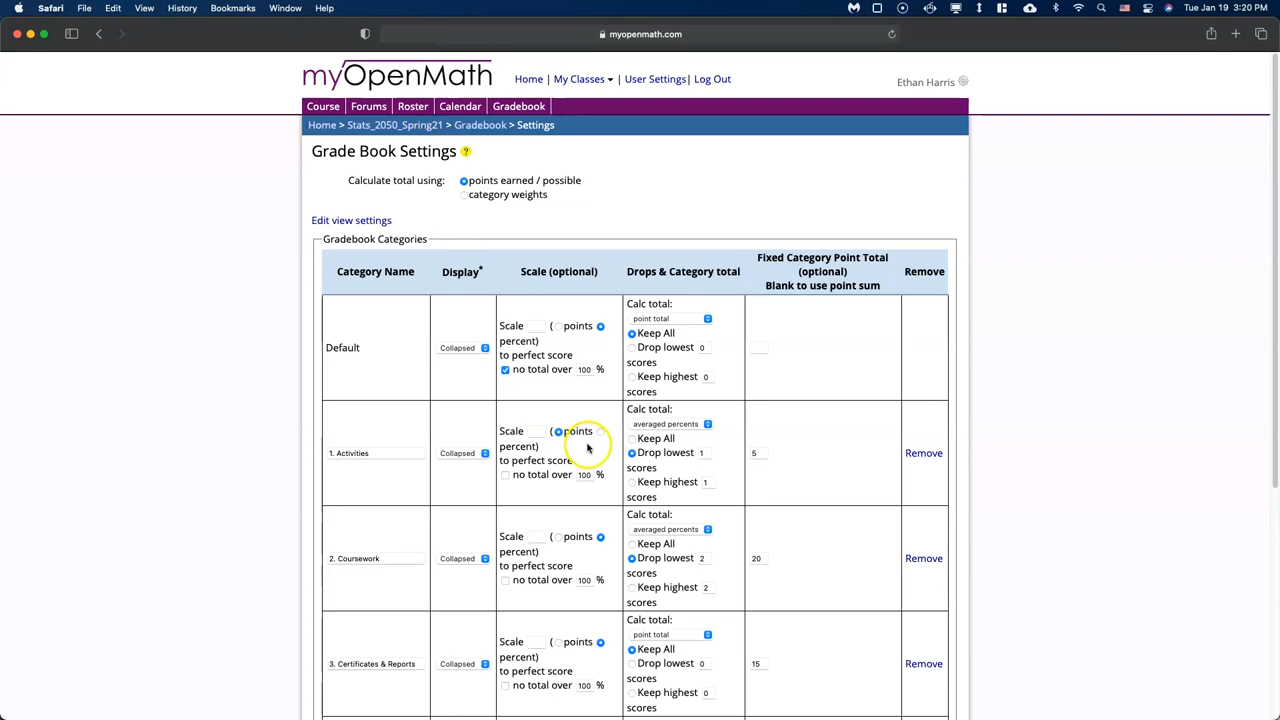 Safari File Edit View History Bookmarks Window Help Tue Jan 19 3:20 PM
myopenmath.com
myOpenMath Home | My Classes | User Settings | Log Out Ethan Harris
Course Forums Roster Calendar Gradebook
Home > Stats_2050_Spring21 > Gradebook > Settings
Grade Book Settings ?
Calculate total using: points earned / possible
category weights
Edit view settings
Gradebook Categories
Category Name Display* Scale (optional) Drops & Category total Fixed Category Point Total
(optional)
Blank to use point sum Remove
Default Collapsed
Scale ( points
percent)
to perfect score
no total over 100 %
Calc total:
point total
Keep All
Drop lowest 0
scores
Keep highest 0
scores
1. Activities Collapsed
Scale ( points
percent)
to perfect score
no total over 100 %
Calc total:
averaged percents
Keep All
Drop lowest 1
scores
Keep highest 1
scores
5
Remove
2. Coursework Collapsed
Scale ( points
percent)
to perfect score
no total over 100 %
Calc total:
averaged percents
Keep All
Drop lowest 2
scores
Keep highest 2
scores
20
Remove
3. Certificates & Reports Collapsed
Scale ( points
percent)
to perfect score
no total over 100 %
Calc total:
point total
Keep All
Drop lowest 0
scores
Keep highest 0
scores
15
Remove